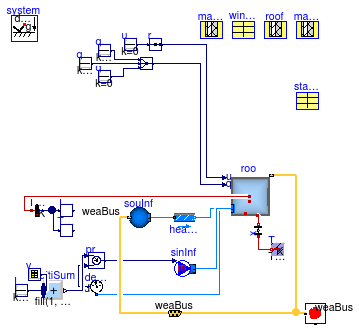 system
d...
ma...
win...
roof
ma...
u
r
q...
k=0
q...
k...
k...
q...
k=0
sta...
roo
u
q
weaBus
souInf
hea...
T...
pr...
sinInf
v
tiSum
de...
k...
fill(1, ...
weaBus
weaBus